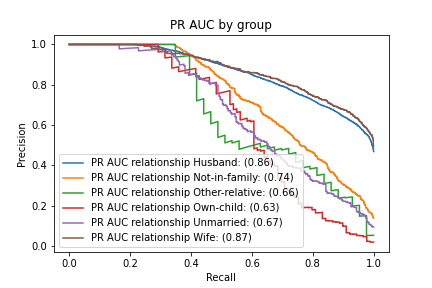 PR AUC by group
1.0
0.8
0.6
0.4
0.2
0.0
Precision
PR AUC relationship Husband: (0.86)
PR AUC relationship Not-in-family: (0.74)
PR AUC relationship Other-relative: (0.66)
PR AUC relationship Own-child: (0.63)
PR AUC relationship Unmarried: (0.67)
PR AUC relationship Wife: (0.87)
0.0 0.2 0.4 0.6 0.8 1.0
Recall